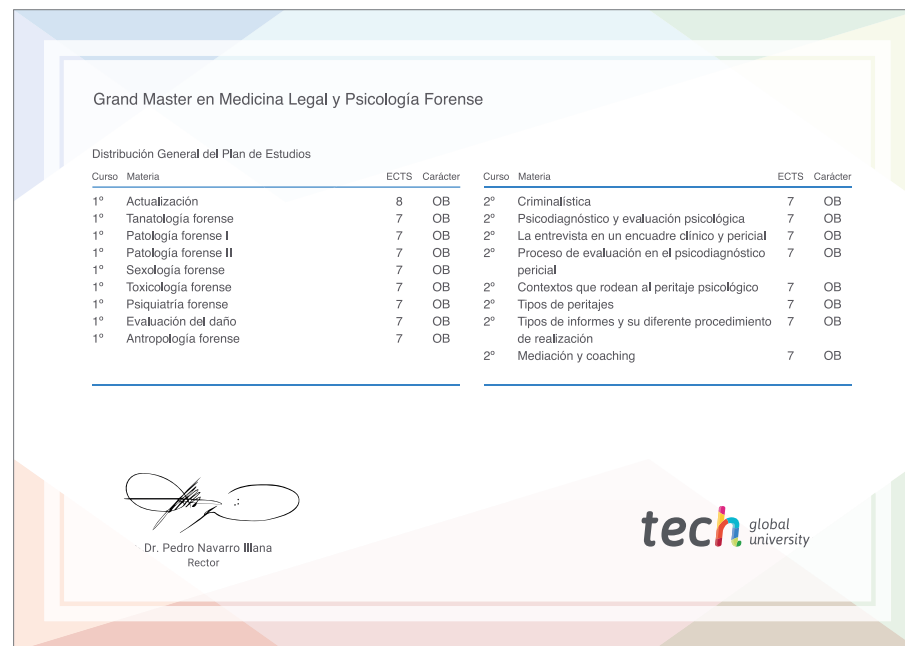 Grand Master en Medicina Legal y Psicología Forense
Distribución General del Plan de Estudios
Curso Materia ECTS Carácter
1º Actualización 8 OB
1º Tanatología forense 7 OB
1º Patología forense I 7 OB
1º Patología forense II 7 OB
1º Sexología forense 7 OB
1º Toxicología forense 7 OB
1º Psiquiatría forense 7 OB
1º Evaluación del daño 7 OB
1º Antropología forense 7 OB
Curso Materia ECTS Carácter
2º Criminalística 7 OB
2º Psicodiagnóstico y evaluación psicológica 7 OB
2º La entrevista en un encuadre clínico y pericial 7 OB
2º Proceso de evaluación en el psicodiagnóstico 7 OB
pericial
2º Contextos que rodean al peritaje psicológico 7 OB
2º Tipos de peritajes 7 OB
2º Tipos de informes y su diferente procedimiento 7 OB
de realización
2º Mediación y coaching 7 OB
Dr. Pedro Navarro Illana
Rector
tech global
university